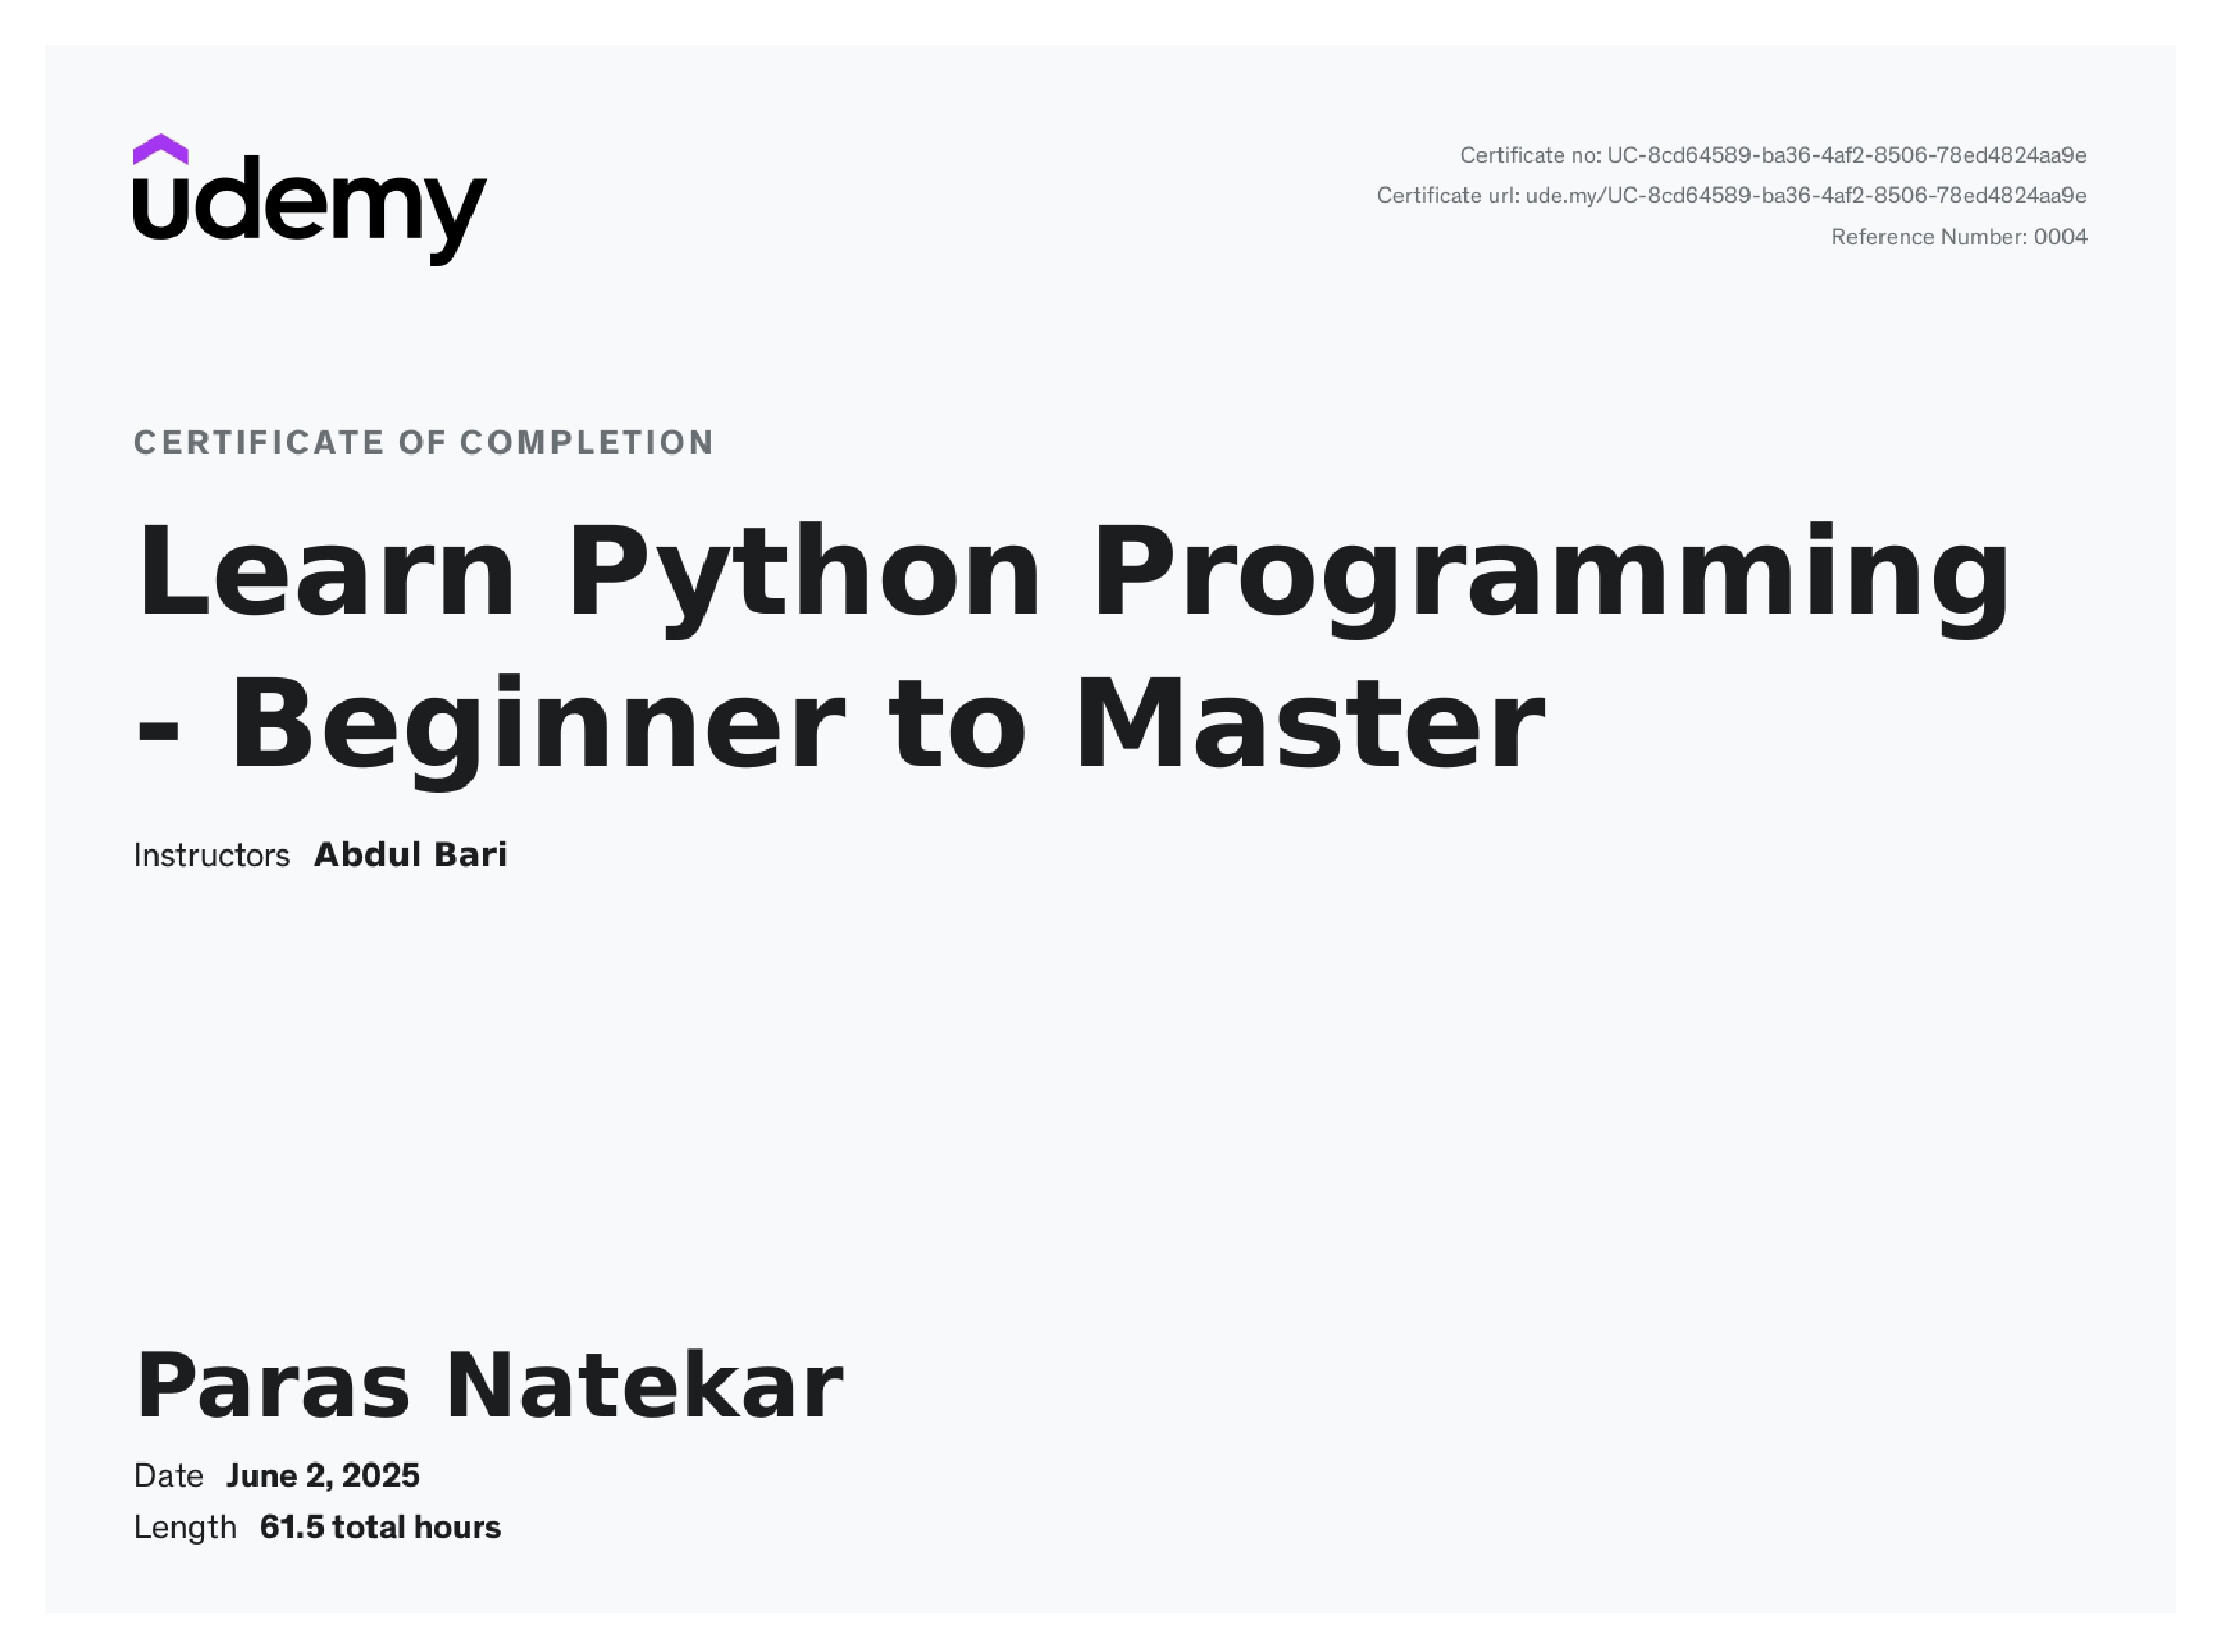 udemy
Certificate no: UC-8cd64589-ba36-4af2-8506-78ed4824aa9e
Certificate url: ude.my/UC-8cd64589-ba36-4af2-8506-78ed4824aa9e
Reference Number: 0004
CERTIFICATE OF COMPLETION
Learn Python Programming
- Beginner to Master
Instructors Abdul Bari
Paras Natekar
Date June 2, 2025
Length 61.5 total hours